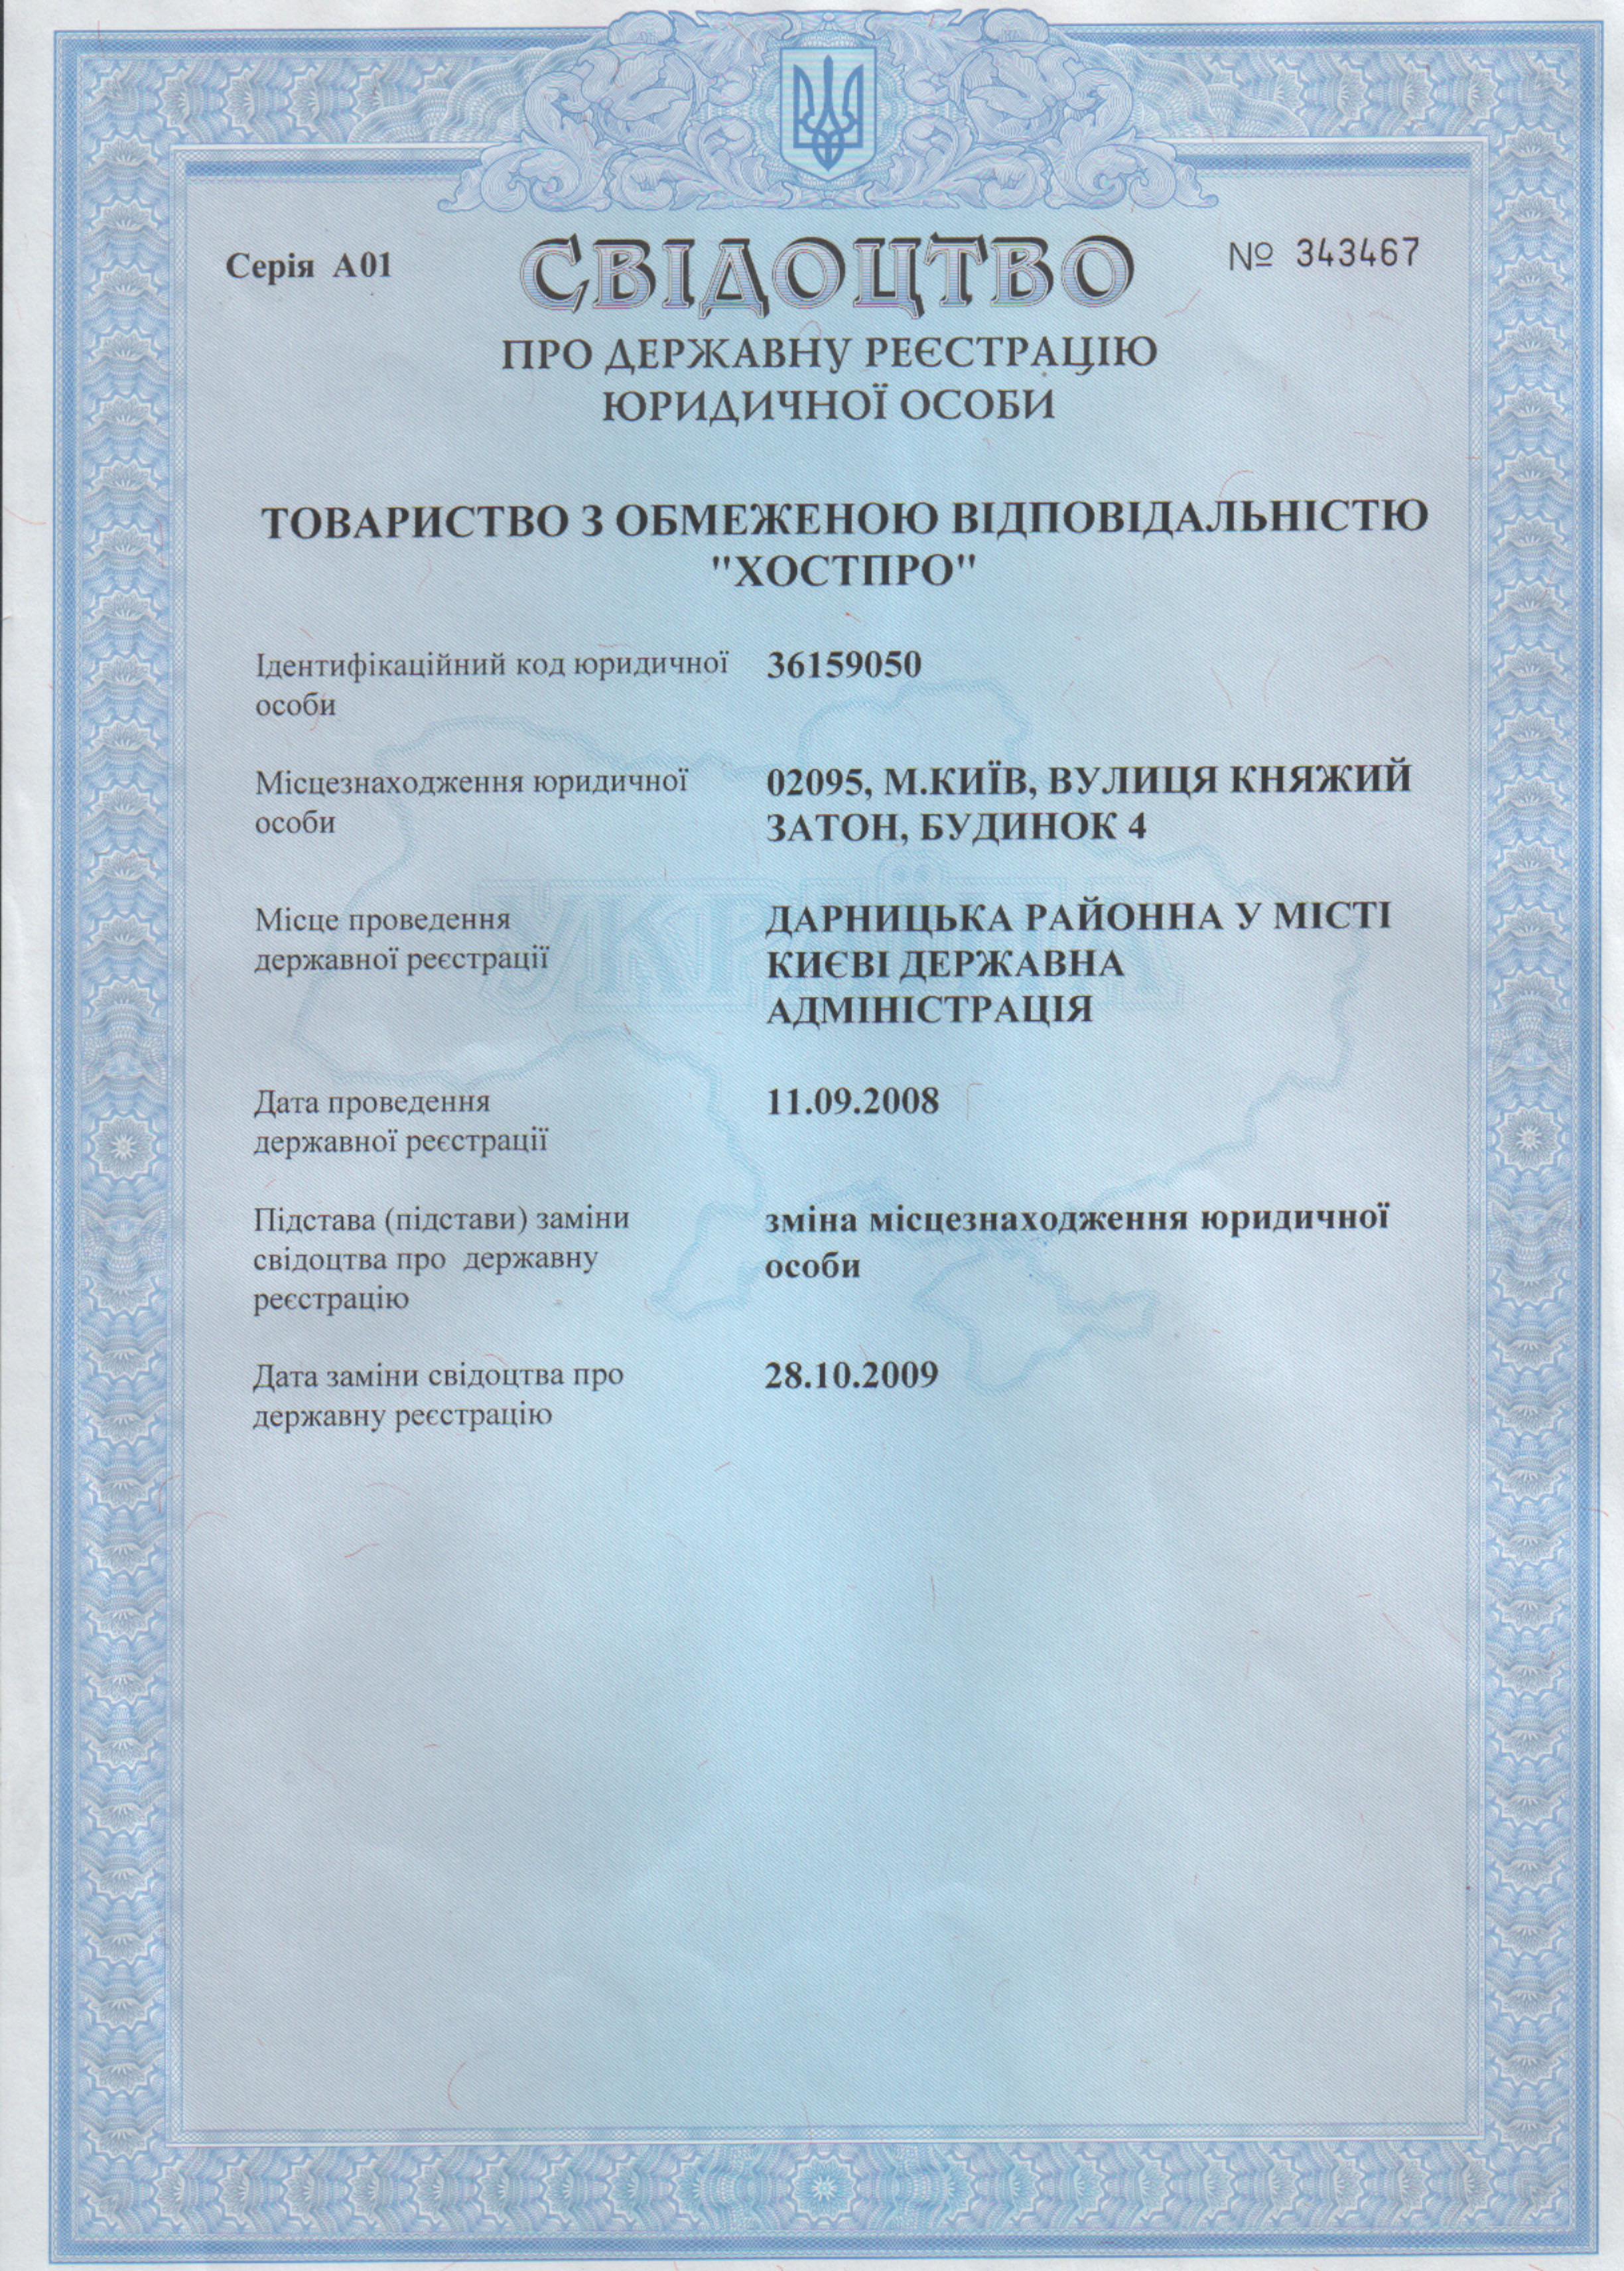 Серія А01
СВІДОЦТВО
№ 343467
ПРО ДЕРЖАВНУ РЕЄСТРАЦІЮ
ЮРИДИЧНОЇ ОСОБИ
ТОВАРИСТВО З ОБМЕЖЕНОЮ ВІДПОВІДАЛЬНІСТЮ
"ХОСТПРО"
Ідентифікаційний код юридичної
особи
36159050
Місцезнаходження юридичної
особи
02095, М.КИЇВ, ВУЛИЦЯ КНЯЖИЙ
ЗАТОН, БУДИНОК 4
УКРАЇНА
Місце проведення
державної реєстрації
ДАРНИЦЬКА РАЙОННА У МІСТІ
КИЄВІ ДЕРЖАВНА
АДМІНІСТРАЦІЯ
Дата проведення
державної реєстрації
11.09.2008
Підстава (підстави) заміни
свідоцтва про державну
реєстрацію
зміна місцезнаходження юридичної
особи
Дата заміни свідоцтва про
державну реєстрацію
28.10.2009